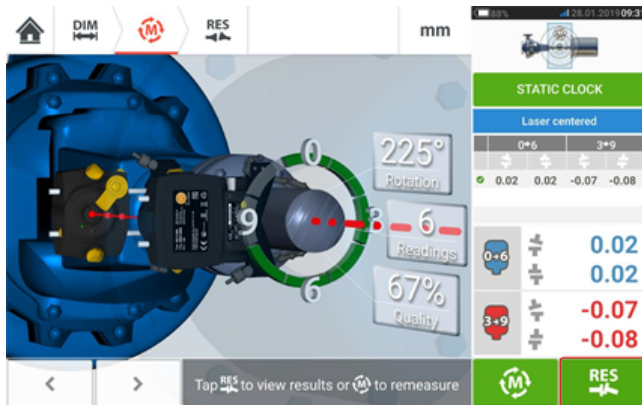 DIM
M
RES
mm
88%
28.01.2019 09:31
STATIC CLOCK
Laser centered
0→6 3→9
0.02 0.02 -0.07 -0.08
0
9
3
6
225°
Rotation
6
Readings
67%
Quality
0→6
0.02
0.02
3→9
-0.07
-0.08
Tap RES to view results or M to remeasure
M
RES